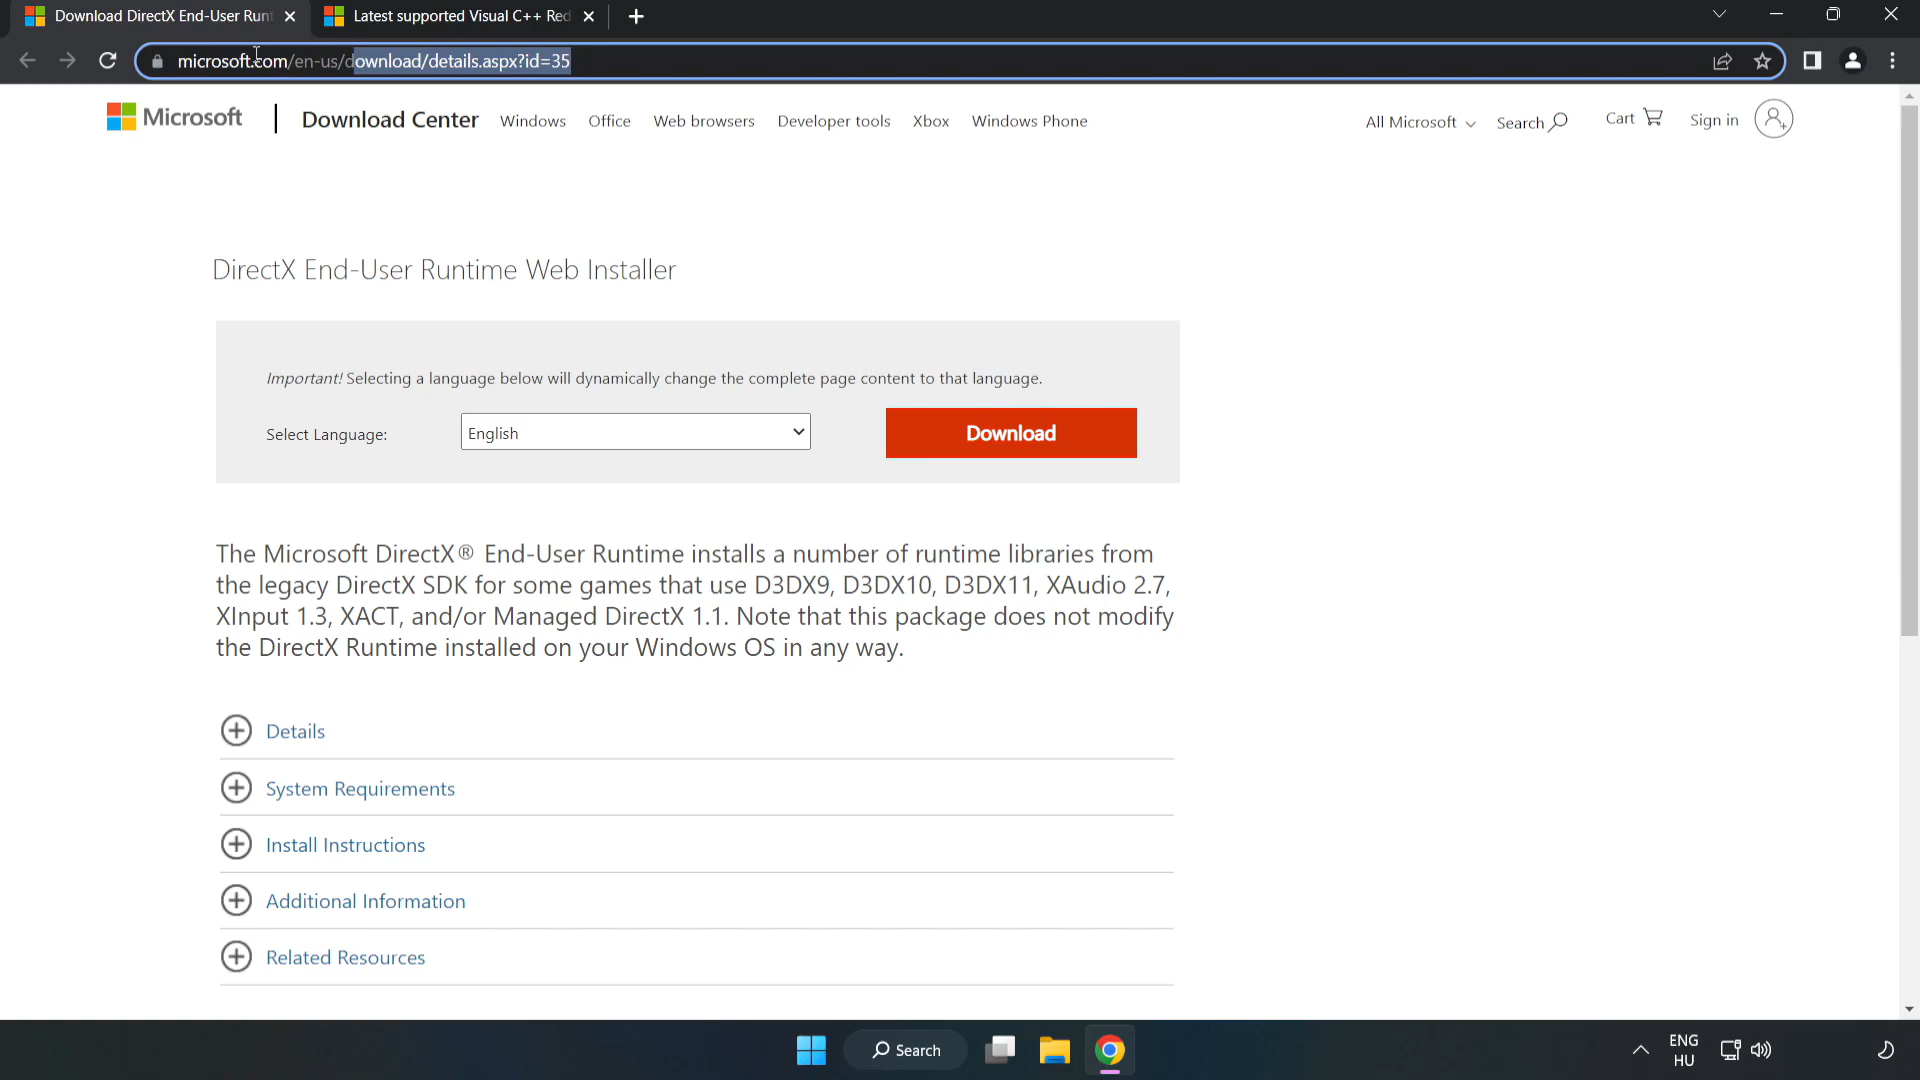 Download DirectX End-User Runt
Latest supported Visual C++ Red
microsoft.com/en-us/download/details.aspx?id=35
Microsoft
Download Center
Windows
Office
Web browsers
Developer tools
Xbox
Windows Phone
All Microsoft
Search
Cart
Sign in
DirectX End-User Runtime Web Installer
Important! Selecting a language below will dynamically change the complete page content to that language.
Select Language:
English
Download
The Microsoft DirectX® End-User Runtime installs a number of runtime libraries from
the legacy DirectX SDK for some games that use D3DX9, D3DX10, D3DX11, XAudio 2.7,
XInput 1.3, XACT, and/or Managed DirectX 1.1. Note that this package does not modify
the DirectX Runtime installed on your Windows OS in any way.
Details
System Requirements
Install Instructions
Additional Information
Related Resources
Search
ENG
HU